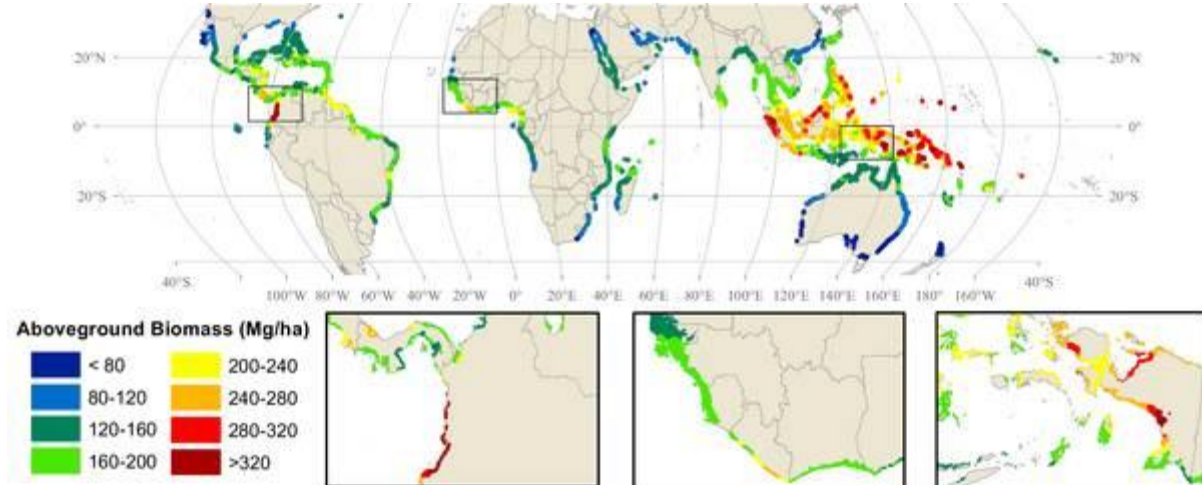 20°N 20°N
0° 0°
20°S 20°S
40°S 100°W 80°W 60°W 40°W 20°W 0° 20°E 40°E 60°E 80°E 100°E 120°E 140°E 160°E 180° 160°W 40°S
Aboveground Biomass (Mg/ha)
< 80 200-240
80-120 240-280
120-160 280-320
160-200 >320